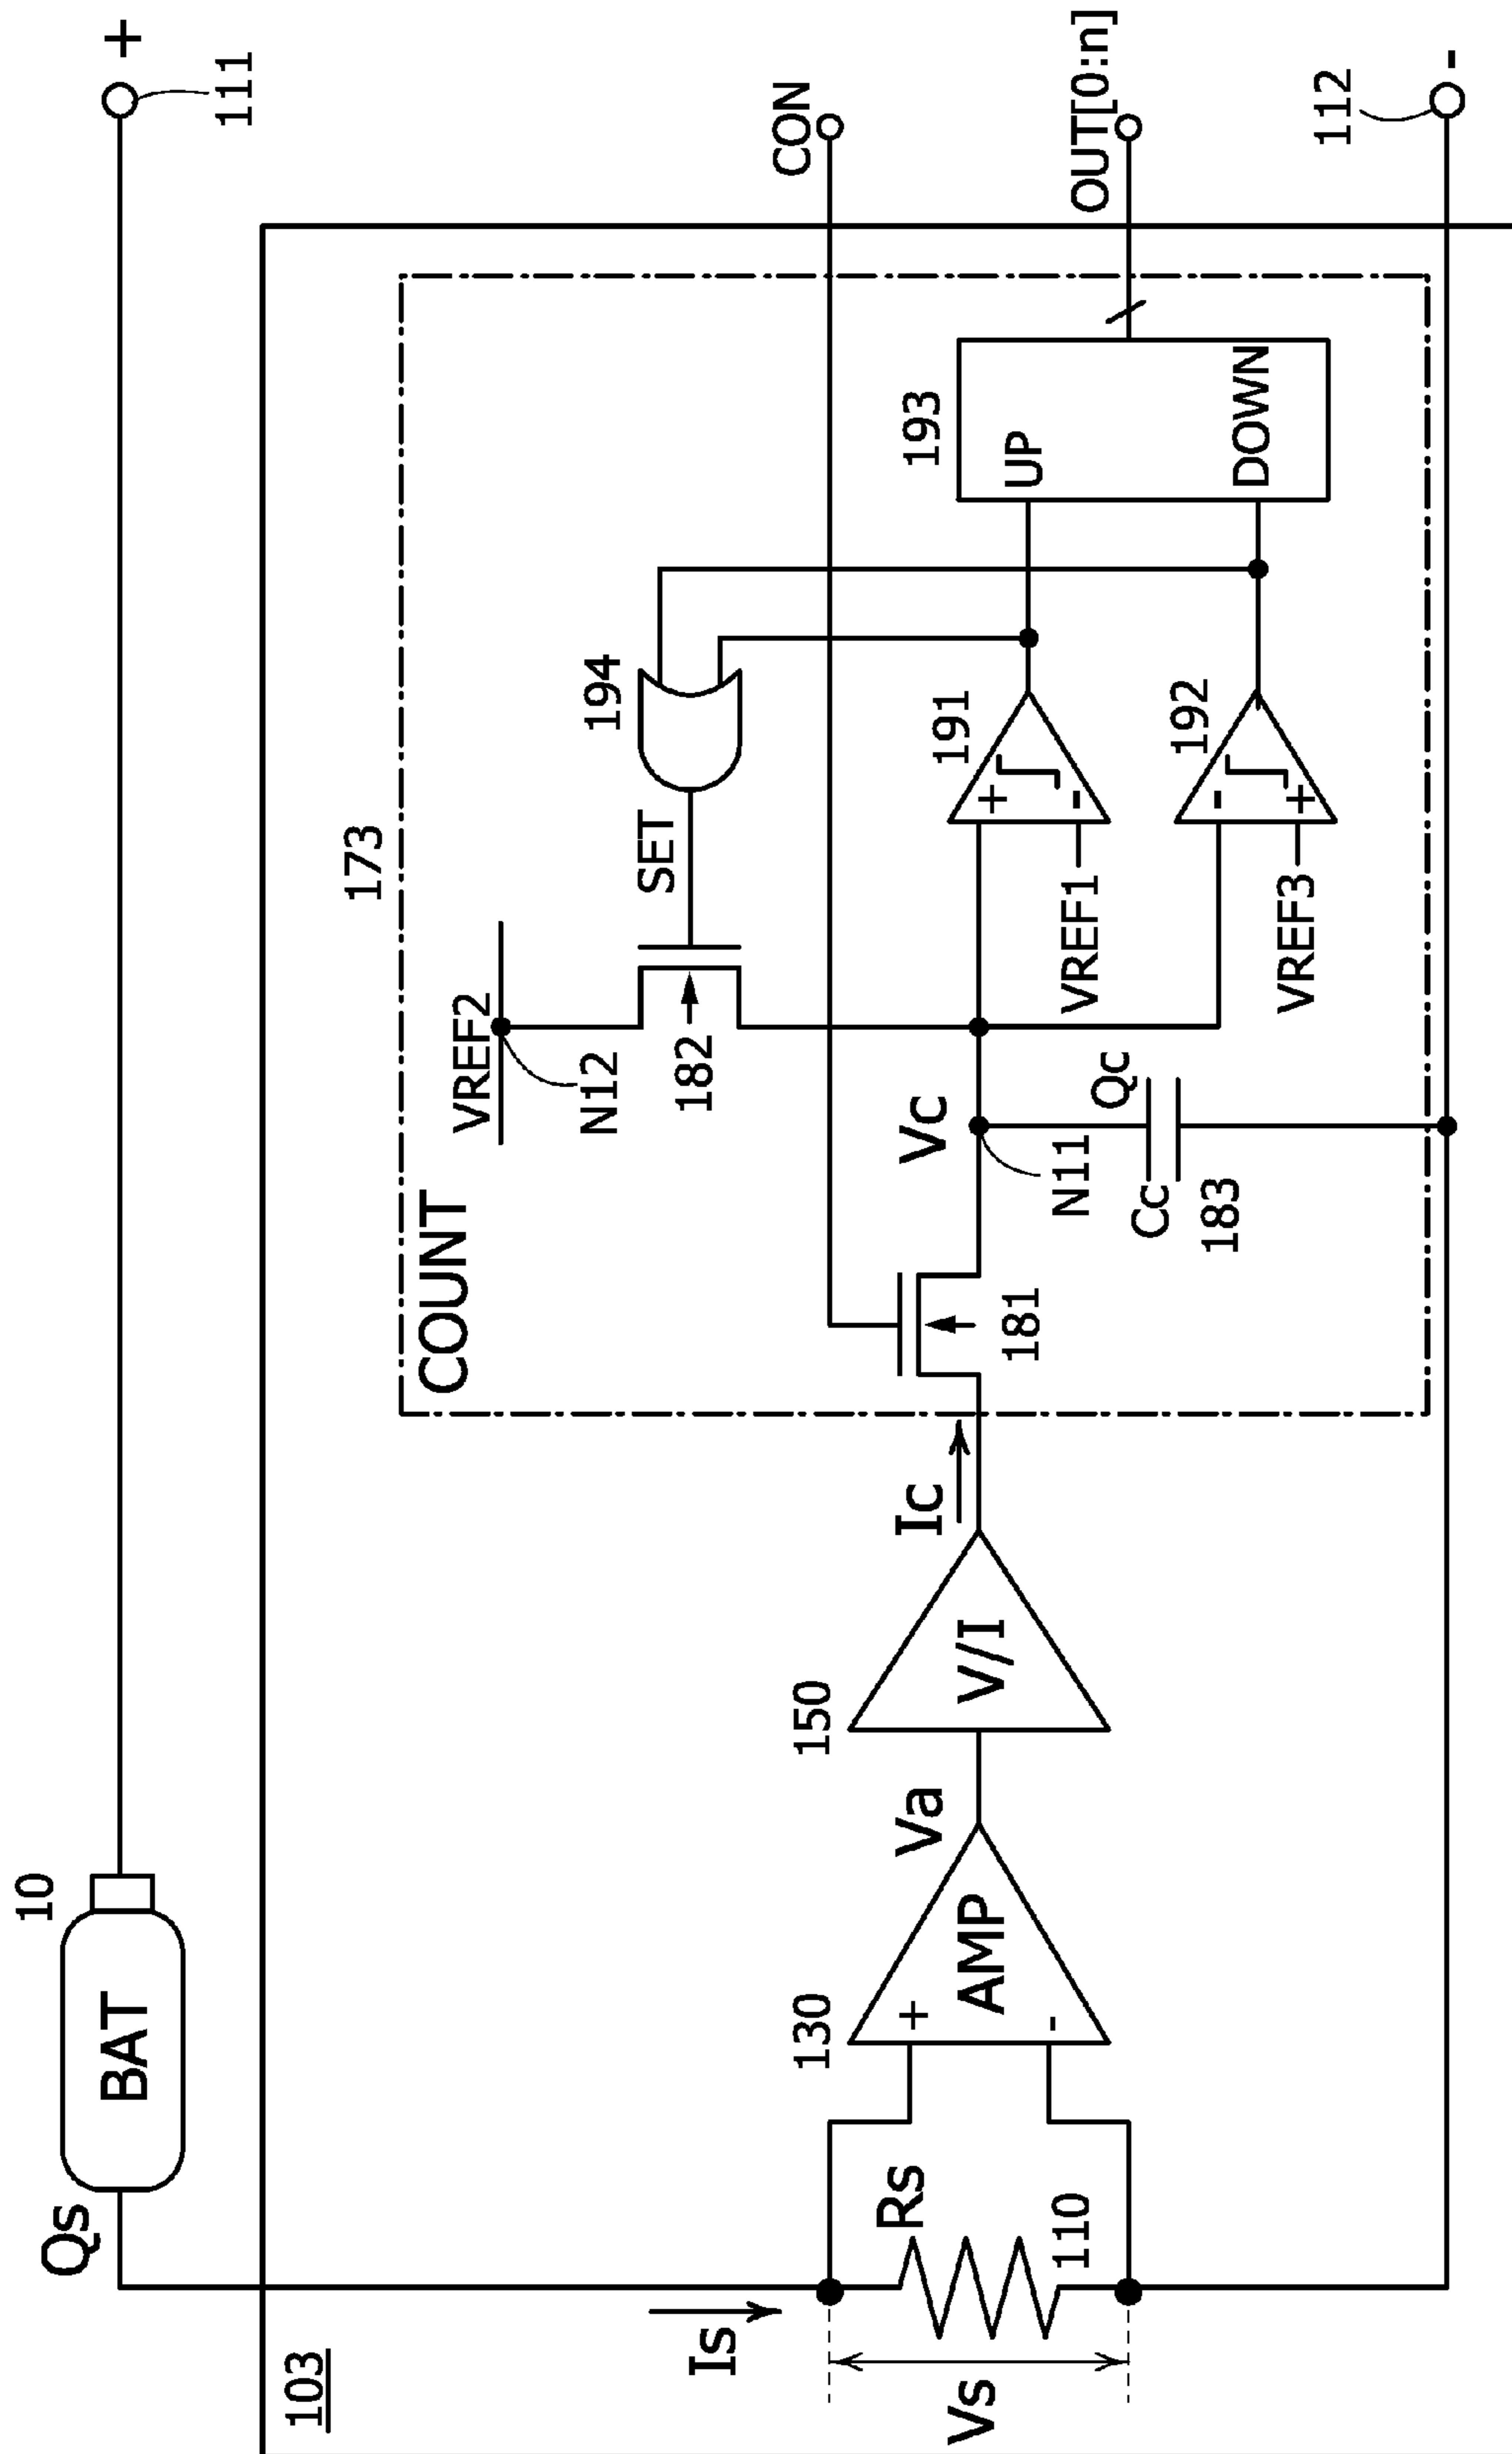 10
BAT
Qs
+
111
103
173
COUNT
VREF2
N12
182
SET
194
CON
Is
Vs
Rs
110
130
+
-
AMP
Va
150
V/I
Ic
181
Vc
N11
Qc
Cc
183
191
+
-
VREF1
192
-
+
VREF3
193
UP
DOWN
OUT[0:n]
112
-